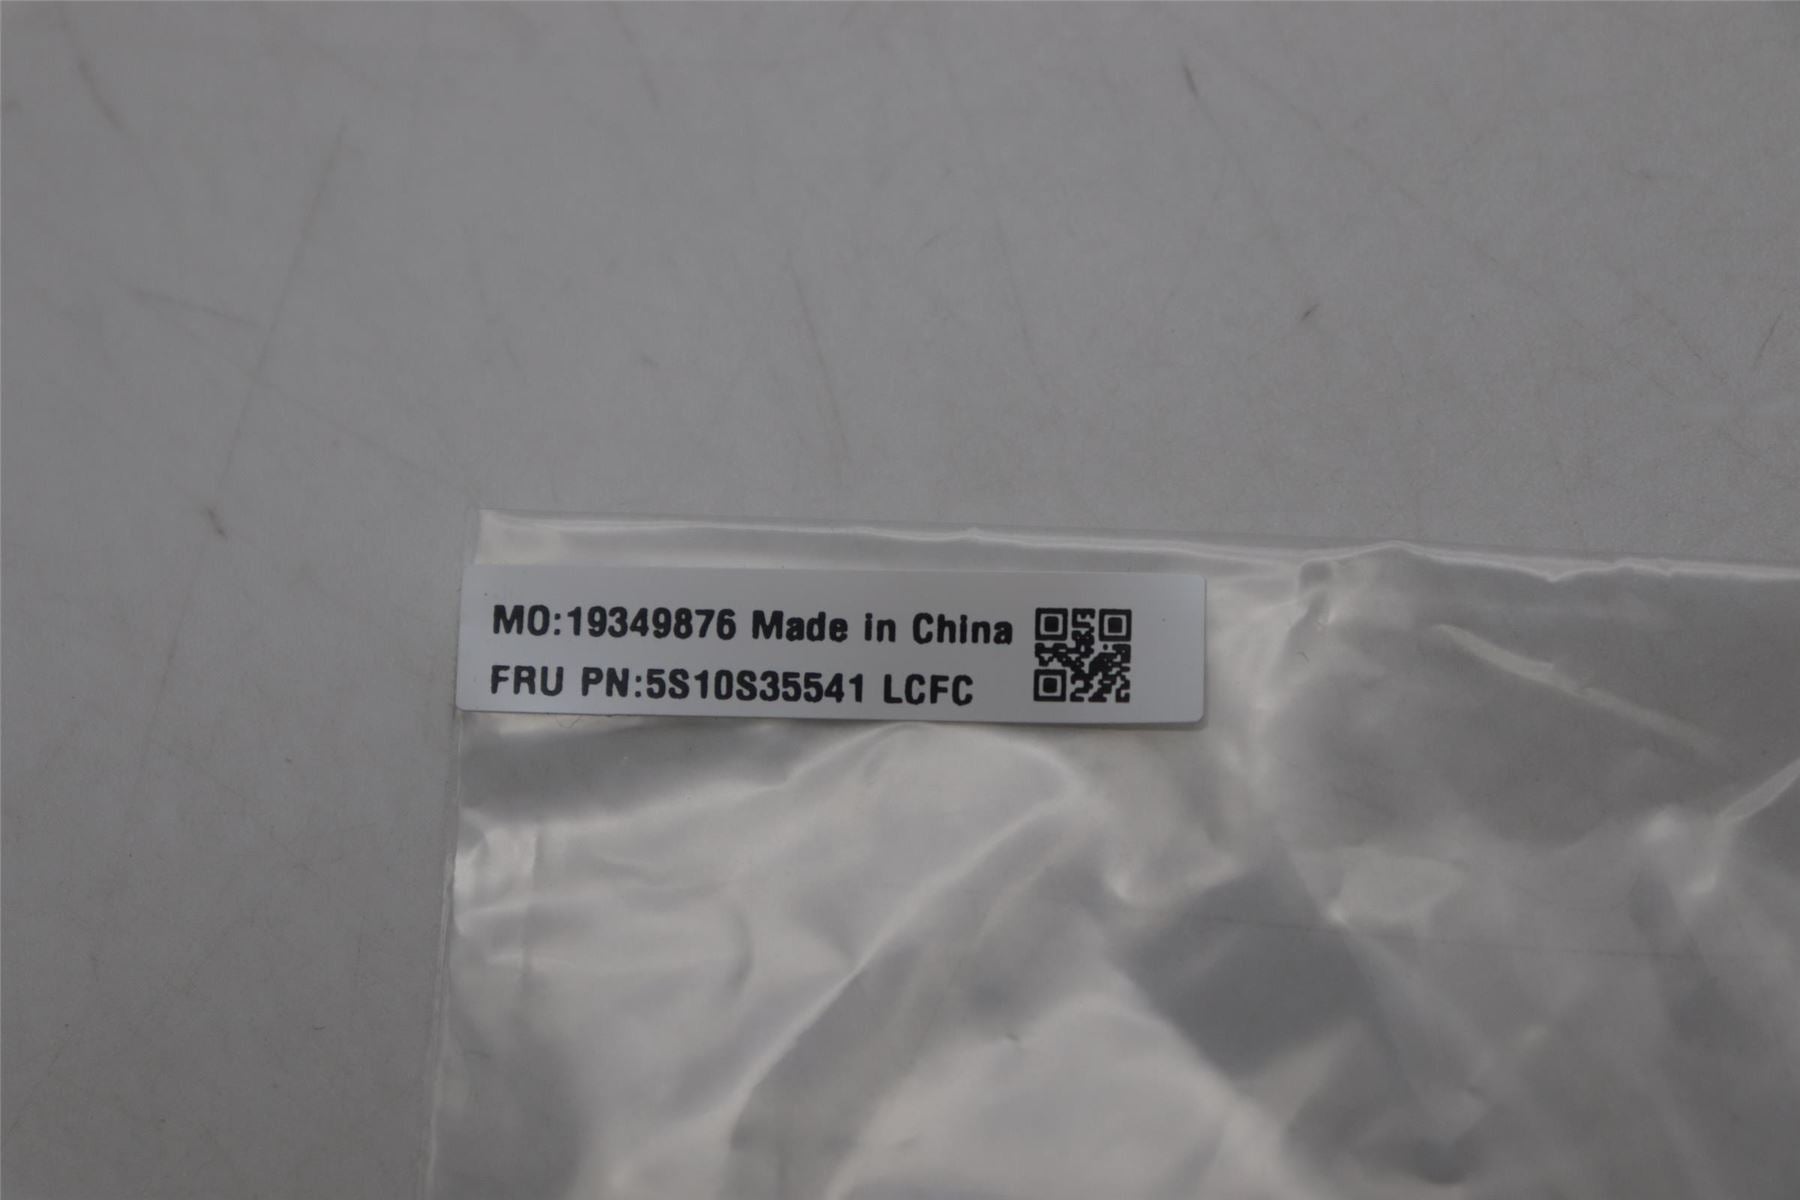 MO:19349876 Made in China
FRU PN:5S10S35541 LCFC